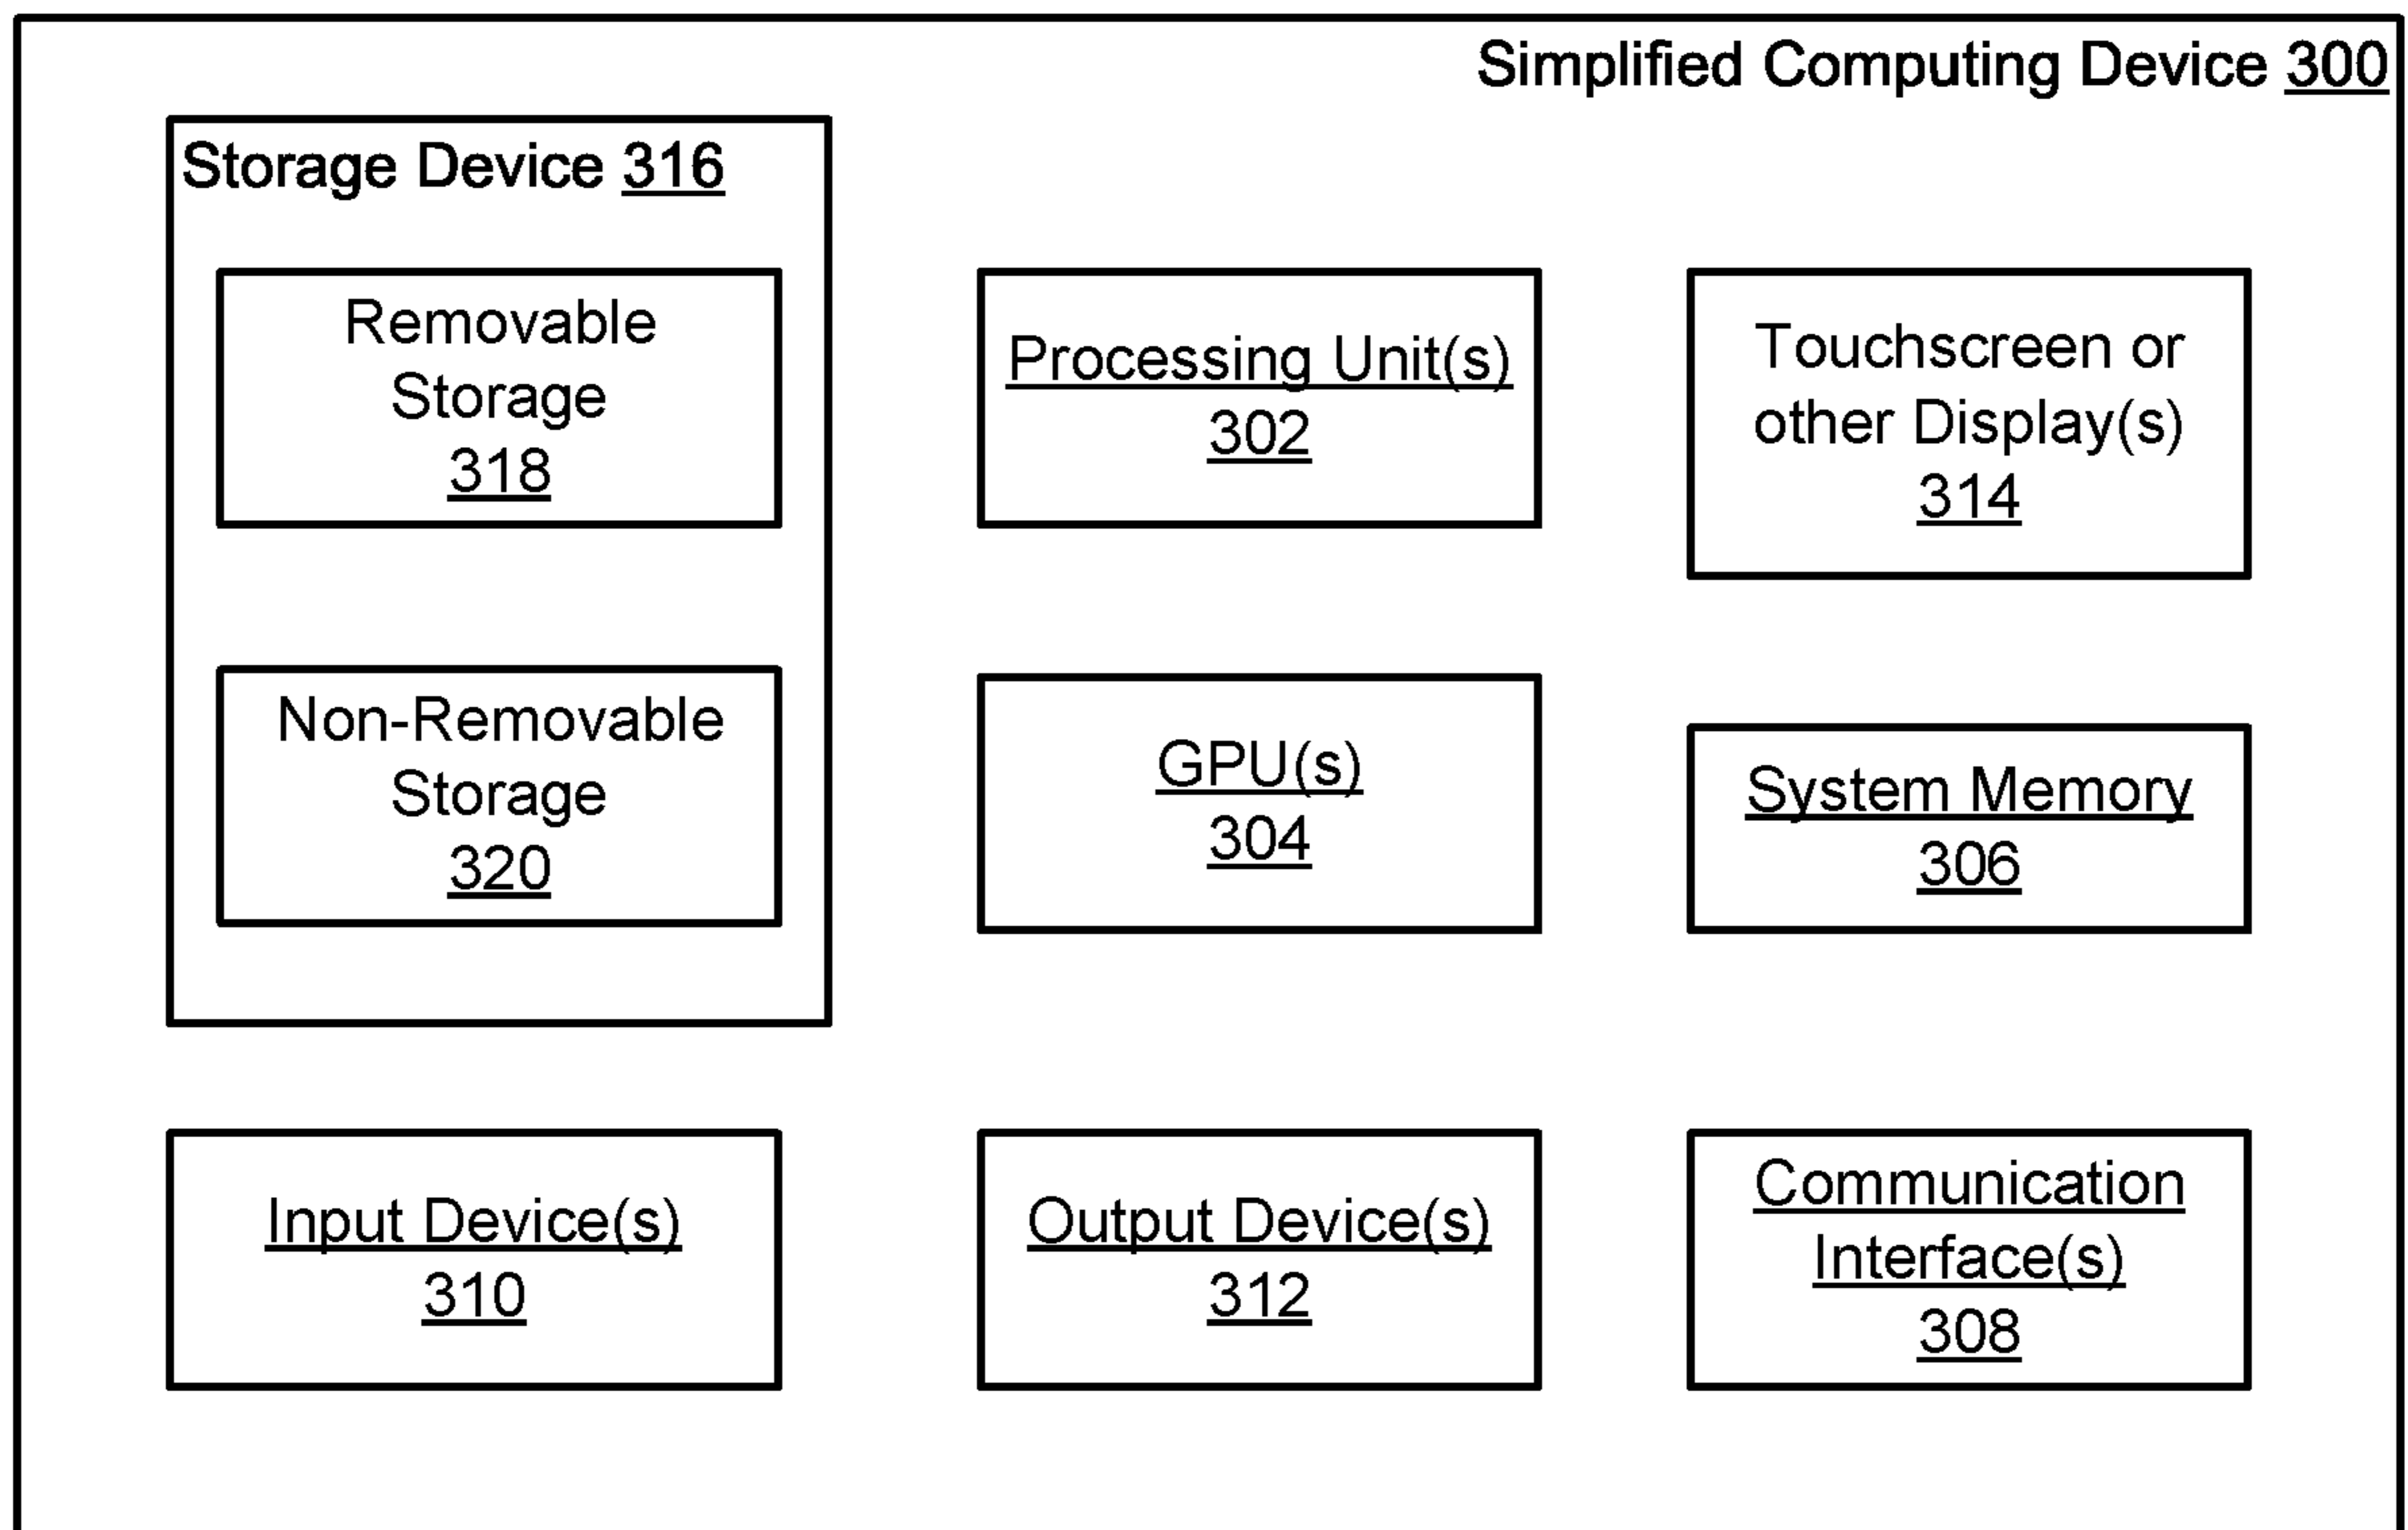 Simplified Computing Device 300
Storage Device 316
Removable
Storage
318
Processing Unit(s)
302
Touchscreen or
other Display(s)
314
Non-Removable
Storage
320
GPU(s)
304
System Memory
306
Input Device(s)
310
Output Device(s)
312
Communication
Interface(s)
308